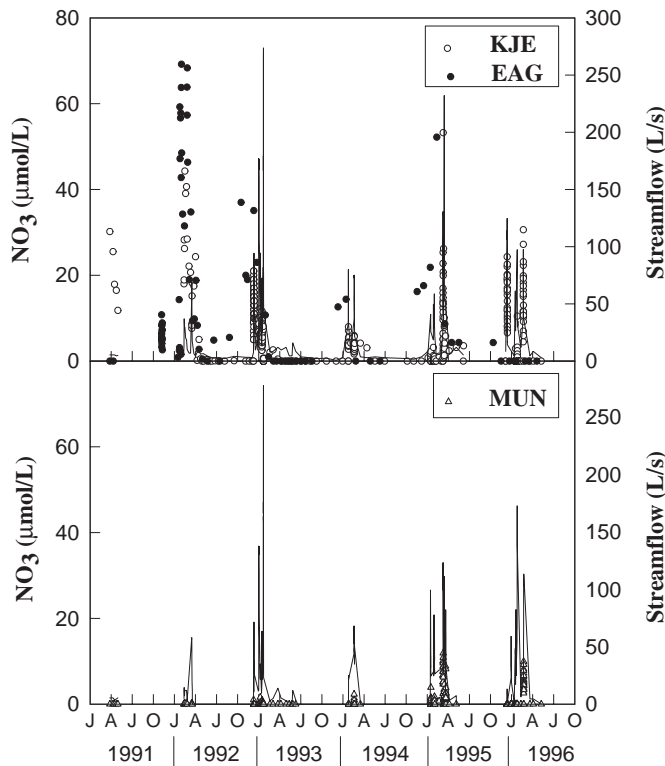 80
60
40
20
0
NO3 (µmol/L)
KJE
EAG
300
250
200
150
100
50
0
Streamflow (L/s)
60
40
20
0
NO3 (µmol/L)
MUN
250
200
150
100
50
0
Streamflow (L/s)
J A J O J A J O J A J O J A J O J A J O J A J O
1991 1992 1993 1994 1995 1996